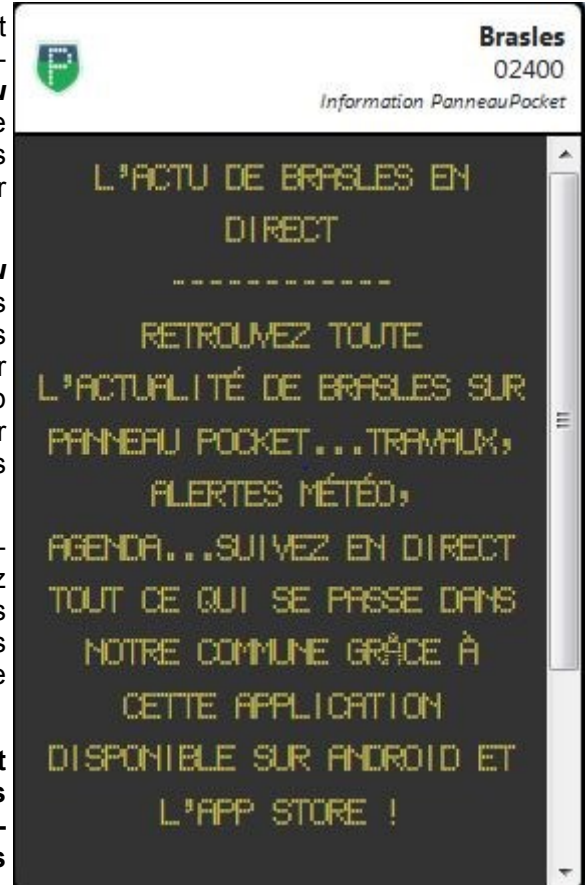 Brasles
02400
Information PanneauPocket
L'ACTU DE BRASLES EN
DIRECT
------------
RETROUVEZ TOUTE
L'ACTUALITÉ DE BRASLES SUR
PANNEAU POCKET...TRAVAUX,
ALERTES MÉTÉO,
AGENDA...SUIVEZ EN DIRECT
TOUT CE QUI SE PASSE DANS
NOTRE COMMUNE GRÂCE À
CETTE APPLICATION
DISPONIBLE SUR ANDROID ET
L'APP STORE !